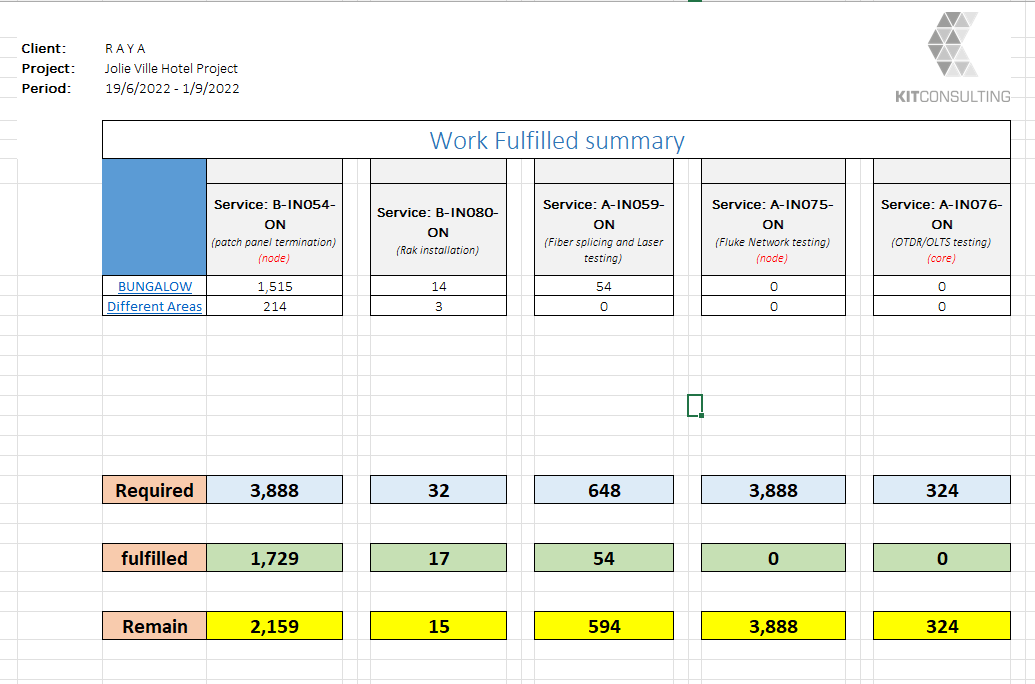 Client: R A Y A
Project: Jolie Ville Hotel Project
Period: 19/6/2022 - 1/9/2022
KITCONSULTING
Work Fulfilled summary
Service: B-IN054-
ON
(patch panel termination)
(node)
Service: B-IN080-
ON
(Rak installation)
Service: A-IN059-
ON
(Fiber splicing and Laser
testing)
Service: A-IN075-
ON
(Fluke Network testing)
(node)
Service: A-IN076-
ON
(OTDR/OLTS testing)
(core)
BUNGALOW 1,515 14 54 0 0
Different Areas 214 3 0 0 0
Required 3,888 32 648 3,888 324
fulfilled 1,729 17 54 0 0
Remain 2,159 15 594 3,888 324